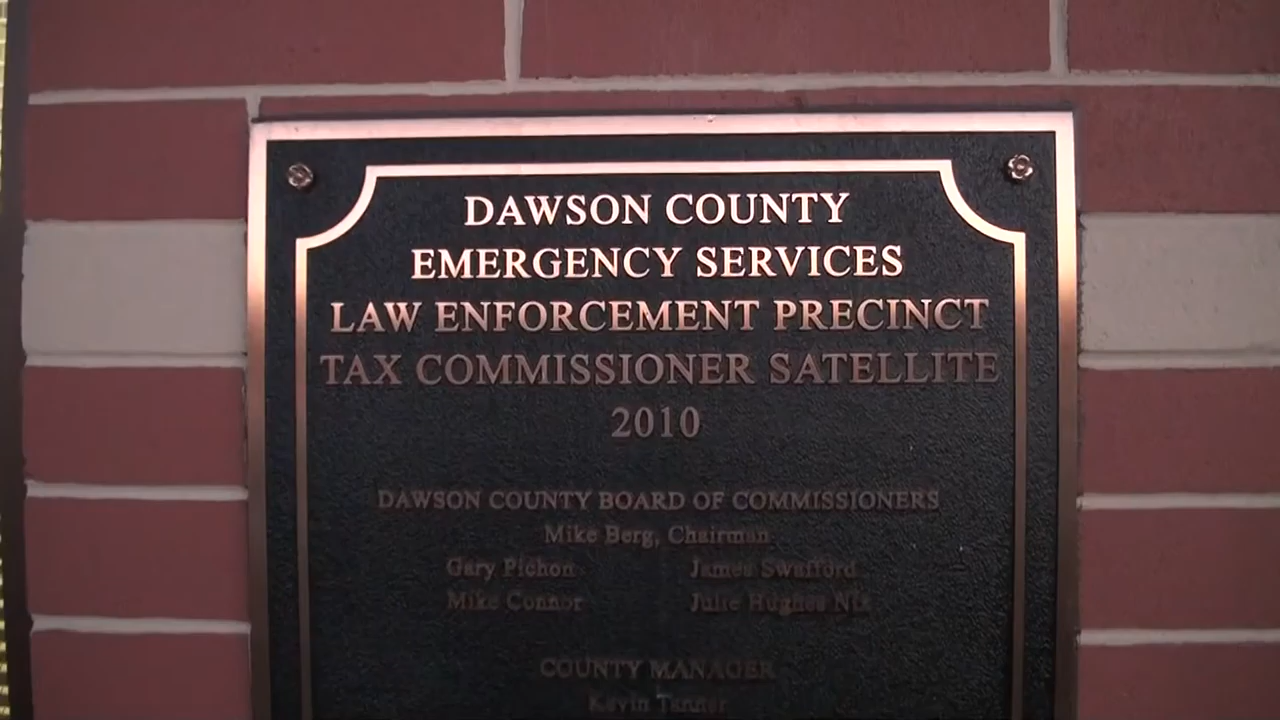 DAWSON COUNTY
EMERGENCY SERVICES
LAW ENFORCEMENT PRECINCT
TAX COMMISSIONER SATELLITE
2010
DAWSON COUNTY BOARD OF COMMISSIONERS
Mike Berg, Chairman
Gary Pichon James Swafford
Mike Connor Julie Hughes Nix
COUNTY MANAGER
Kevin Tanner